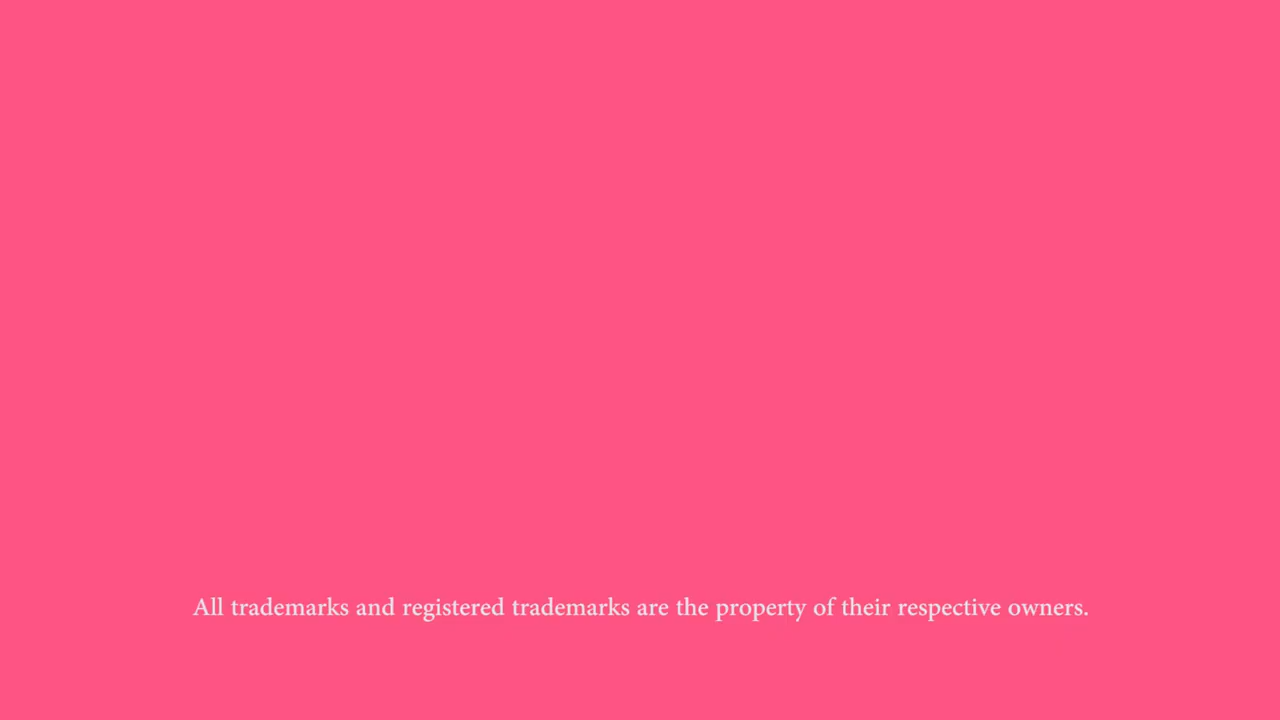 All trademarks and registered trademarks are the property of their respective owners.